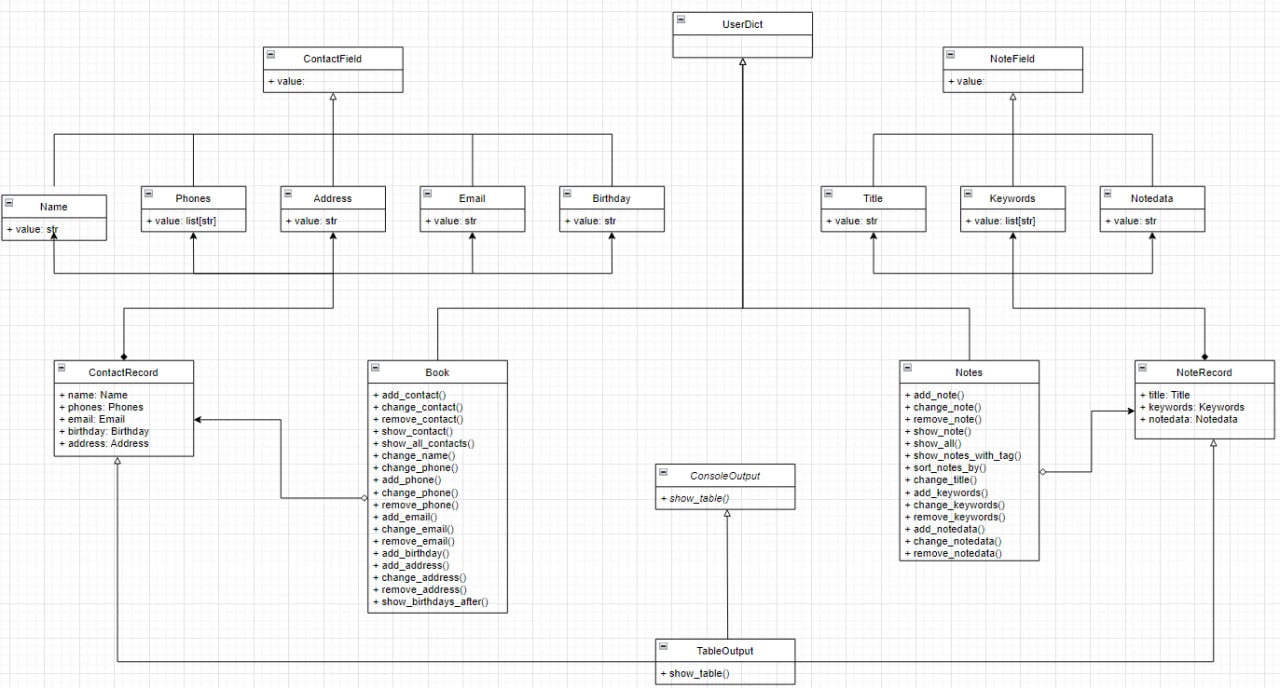 UserDict
ContactField
+ value:
NoteField
+ value:
Name
+ value: str
Phones
+ value: list[str]
Address
+ value: str
Email
+ value: str
Birthday
+ value: str
Title
+ value: str
Keywords
+ value: list[str]
Notedata
+ value: str
ContactRecord
+ name: Name
+ phones: Phones
+ email: Email
+ birthday: Birthday
+ address: Address
Book
+ add_contact()
+ change_contact()
+ remove_contact()
+ show_contact()
+ show_all_contacts()
+ change_name()
+ change_phone()
+ add_phone()
+ change_phone()
+ remove_phone()
+ add_email()
+ change_email()
+ remove_email()
+ add_birthday()
+ add_address()
+ change_address()
+ remove_address()
+ show_birthdays_after()
Notes
+ add_note()
+ change_note()
+ remove_note()
+ show_note()
+ show_all()
+ show_notes_with_tag()
+ sort_notes_by()
+ change_title()
+ add_keywords()
+ change_keywords()
+ remove_keywords()
+ add_notedata()
+ change_notedata()
+ remove_notedata()
NoteRecord
+ title: Title
+ keywords: Keywords
+ notedata: Notedata
ConsoleOutput
+ show_table()
TableOutput
+ show_table()